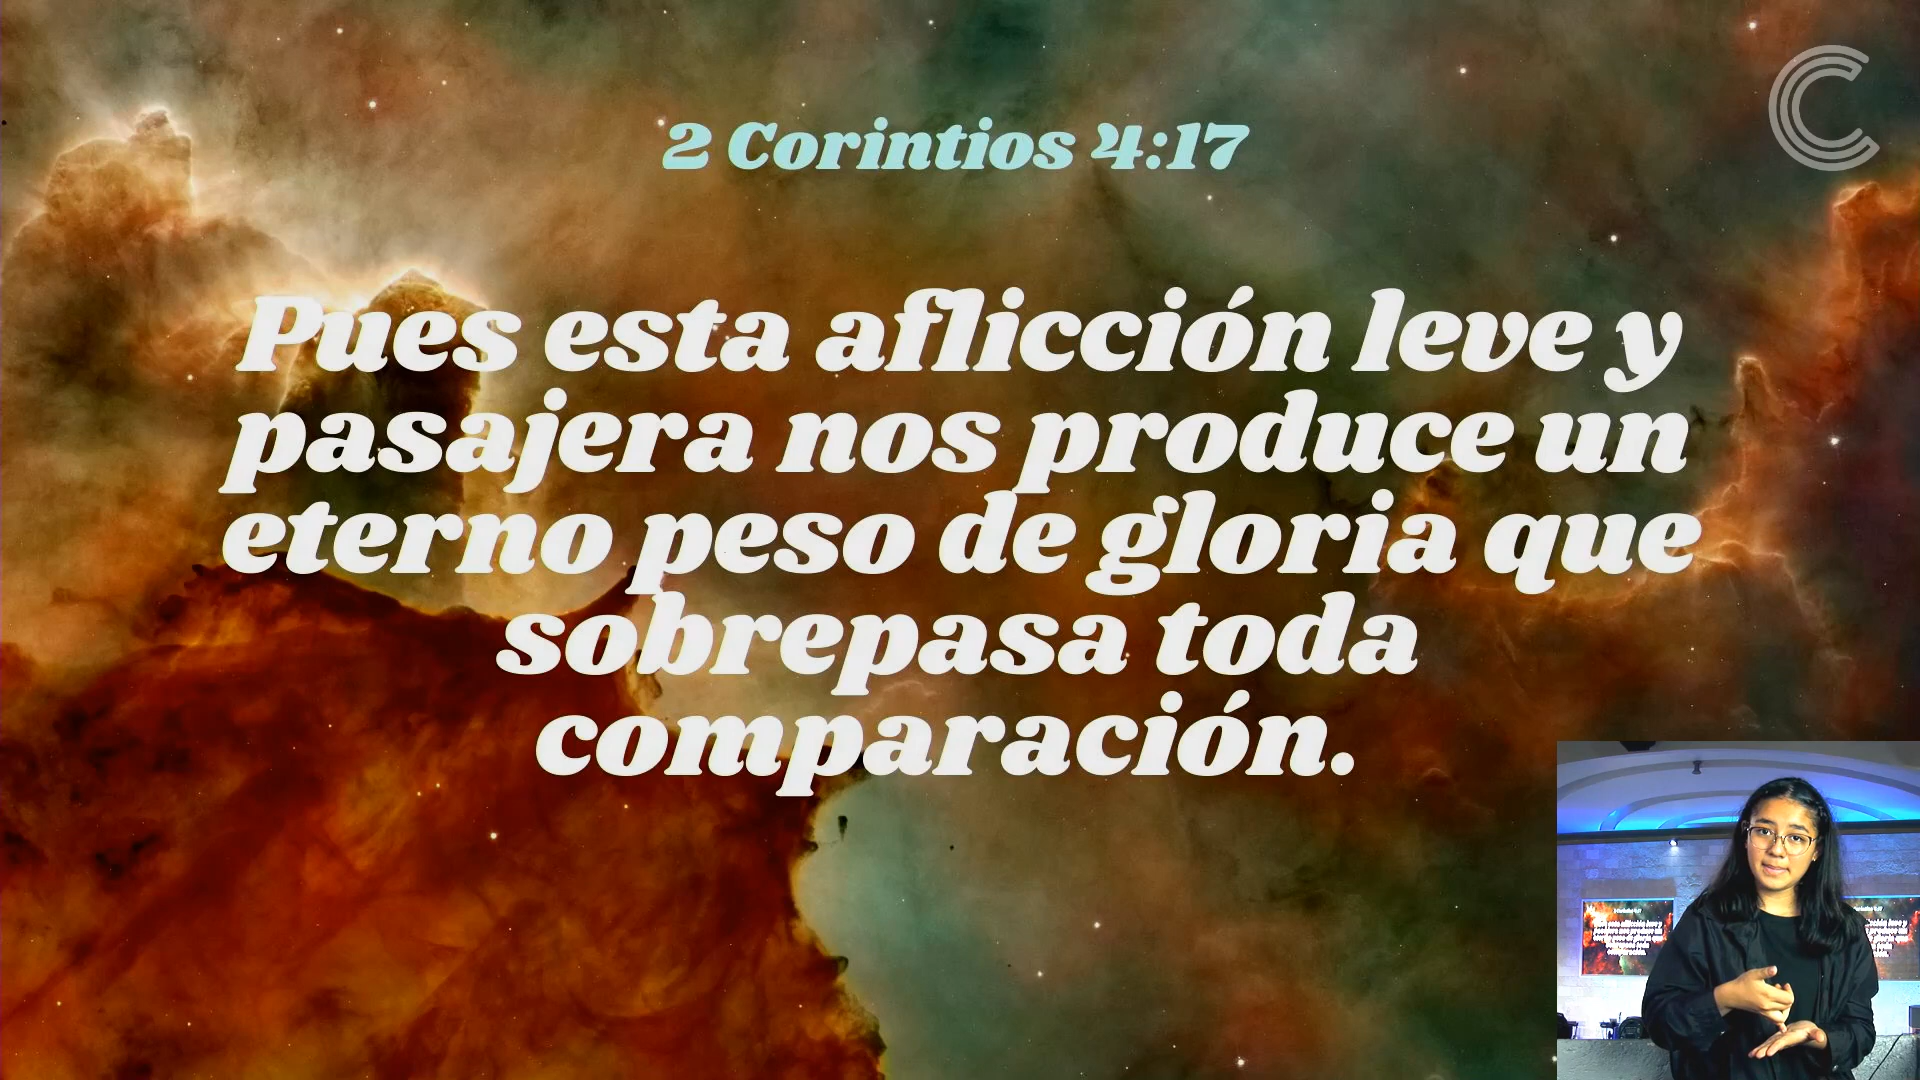 2 Corintios 4:17
Pues esta aflicción leve y
pasajera nos produce un
eterno peso de gloria que
sobrepasa toda
comparación.